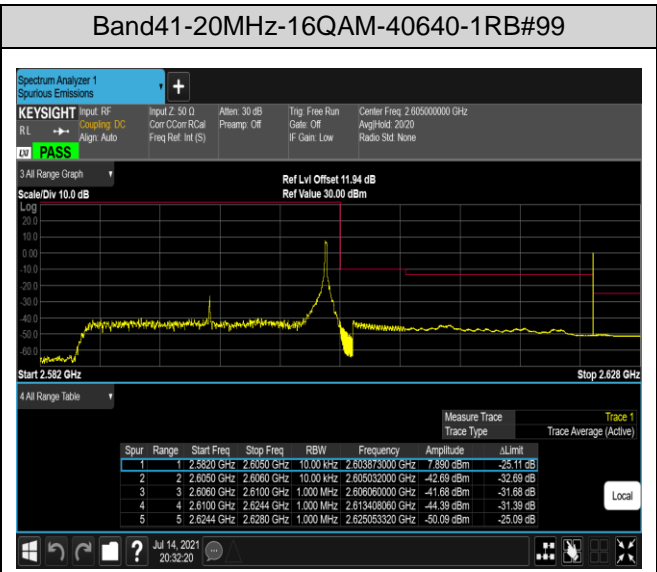 Band41-20MHz-16QAM-40640-1RB#99
Spectrum Analyzer 1
Spurious Emissions
+
KEYSIGHT Input: RF Input Z: 50 Ω Atten: 30 dB Trig: Free Run Center Freq: 2.605000000 GHz
RL Coupling: DC Corr CCorr RCal Preamp: Off Gate: Off Avg|Hold: 20/20
Align: Auto Freq Ref: Int (S) IF Gain: Low Radio Std: None
LXI PASS
3 All Range Graph
Ref Lvl Offset 11.94 dB
Scale/Div 10.0 dB Ref Value 30.00 dBm
Log
20.0
10.0
0.00
-10.0
-20.0
-30.0
-40.0
-50.0
-60.0
Start 2.582 GHz Stop 2.628 GHz
4 All Range Table
Measure Trace Trace 1
Trace Type Trace Average (Active)
Spur Range Start Freq Stop Freq RBW Frequency Amplitude ΔLimit
1 1 2.5820 GHz 2.6050 GHz 10.00 kHz 2.603873000 GHz 7.890 dBm -25.11 dB
2 2 2.6050 GHz 2.6060 GHz 10.00 kHz 2.605032000 GHz -42.69 dBm -32.69 dB
3 3 2.6060 GHz 2.6100 GHz 1.000 MHz 2.606060000 GHz -41.68 dBm -31.68 dB
4 4 2.6100 GHz 2.6244 GHz 1.000 MHz 2.613408060 GHz -44.39 dBm -31.39 dB
5 5 2.6244 GHz 2.6280 GHz 1.000 MHz 2.625053320 GHz -50.09 dBm -25.09 dB
Local
? Jul 14, 2021
20:32:20